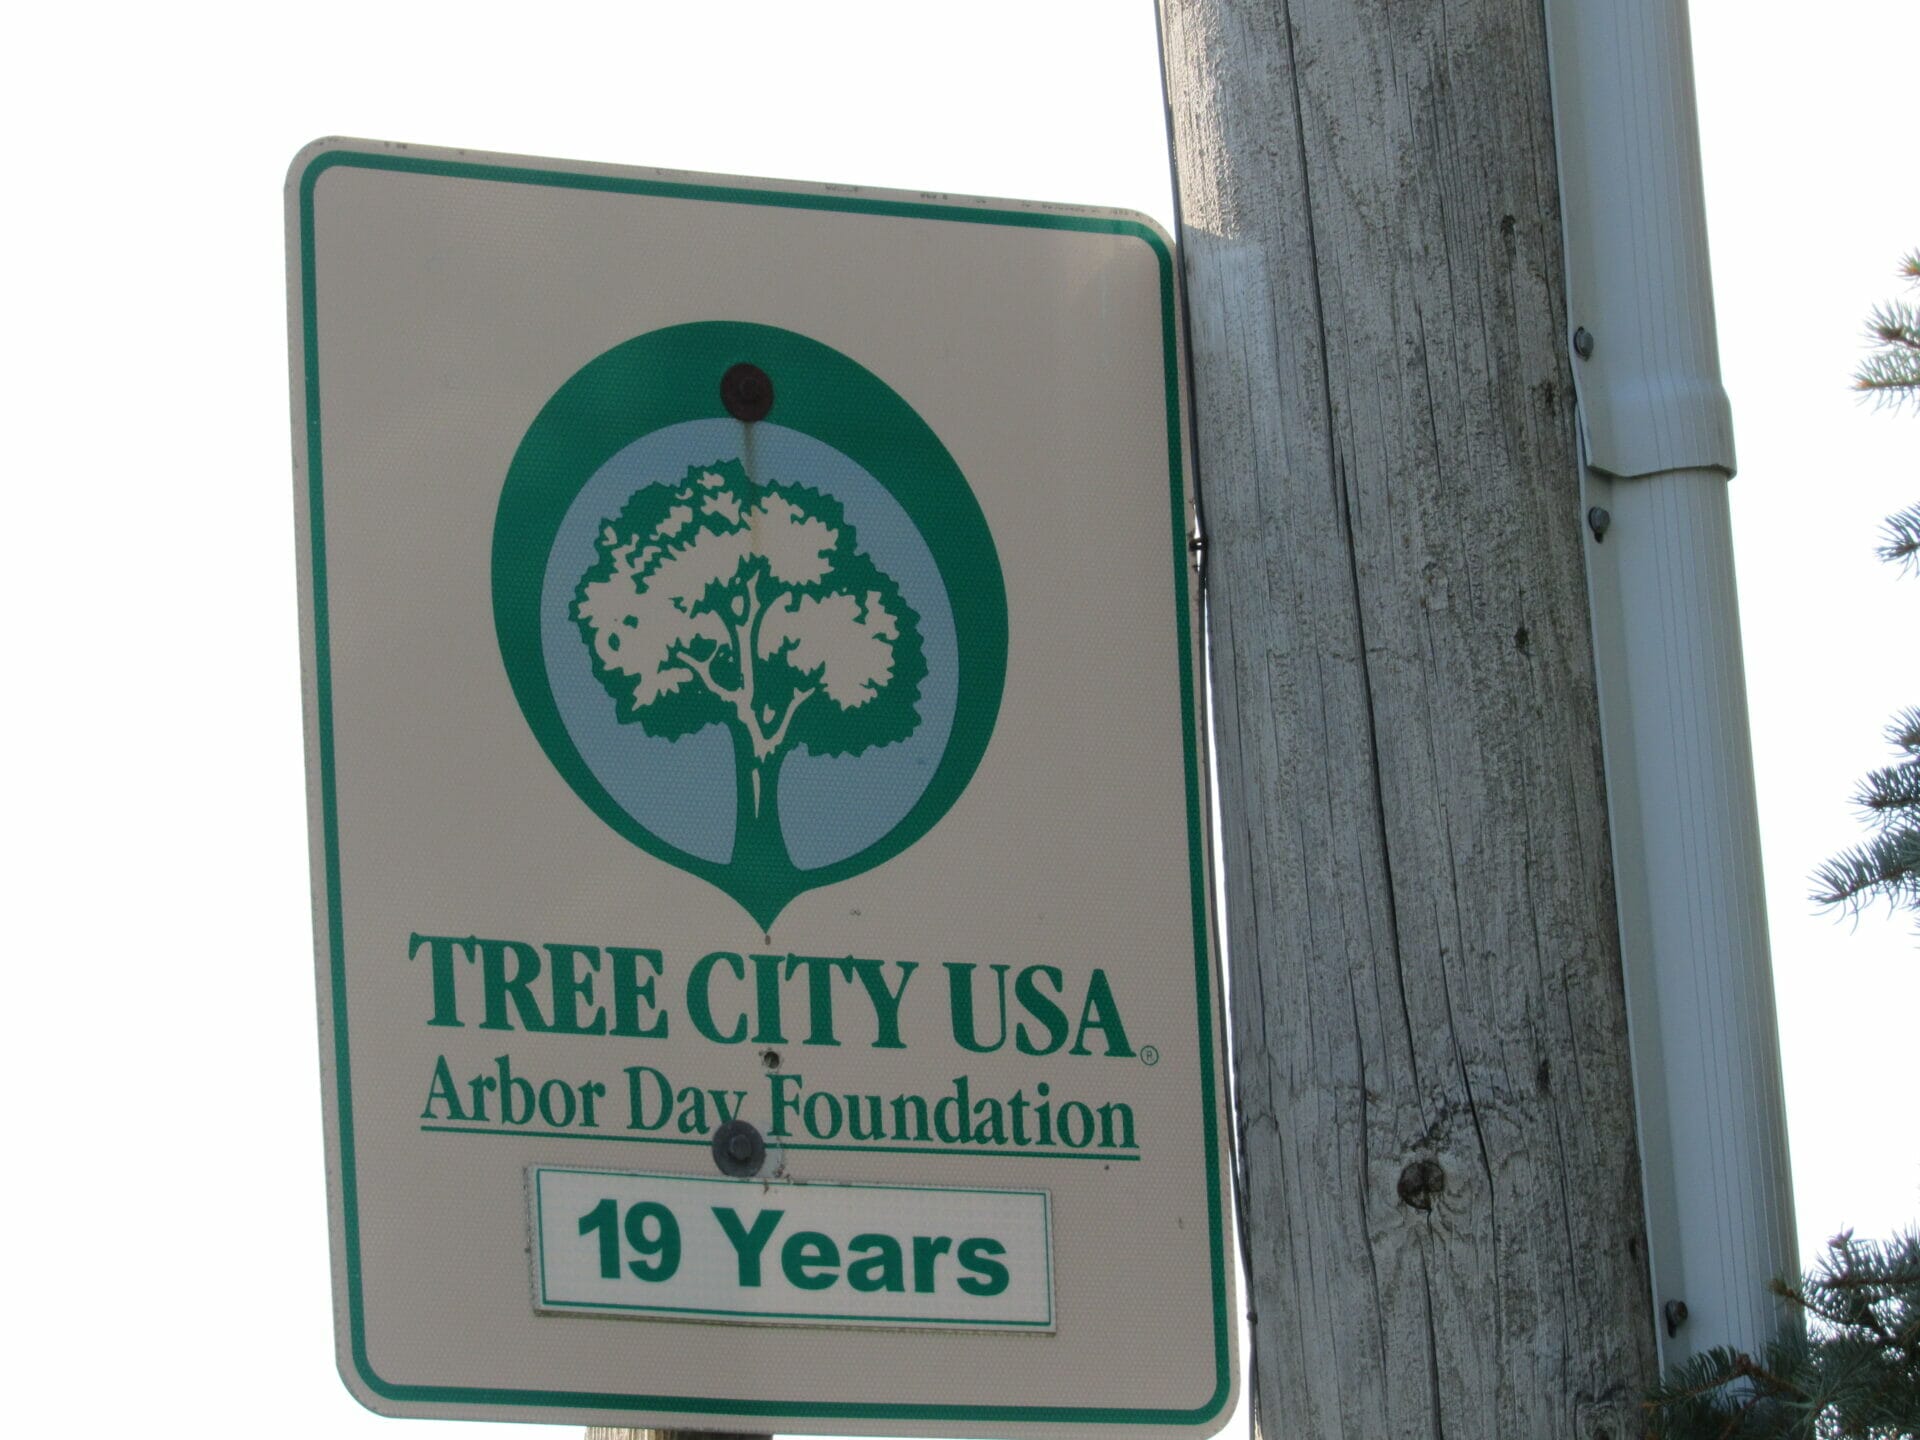 TREE CITY USA®
Arbor Day Foundation
19 Years